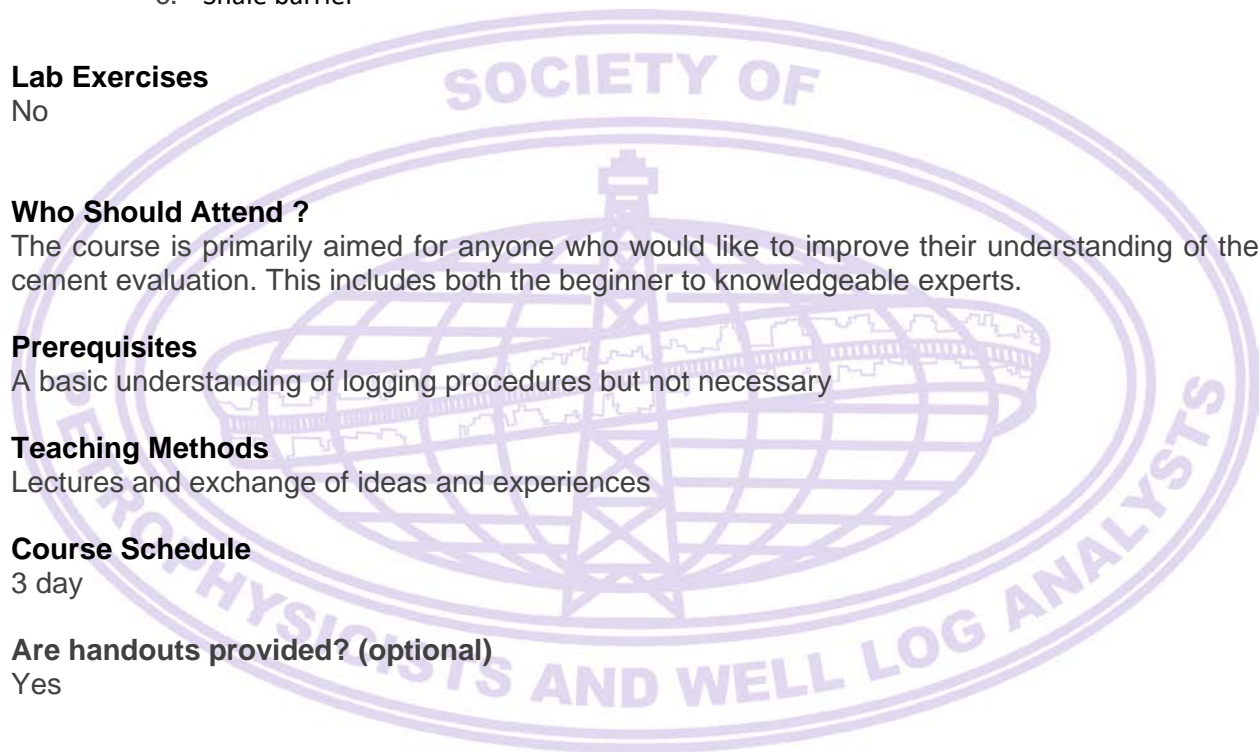 Shale barrier
Lab Exercises
No
Who Should Attend ?
The course is primarily aimed for anyone who would like to improve their understanding of the
cement evaluation. This includes both the beginner to knowledgeable experts.
Prerequisites
A basic understanding of logging procedures but not necessary
Teaching Methods
Lectures and exchange of ideas and experiences
Course Schedule
3 day
Are handouts provided? (optional)
Yes
SOCIETY OF
PETROPHYSICISTS AND WELL LOG ANALYSTS